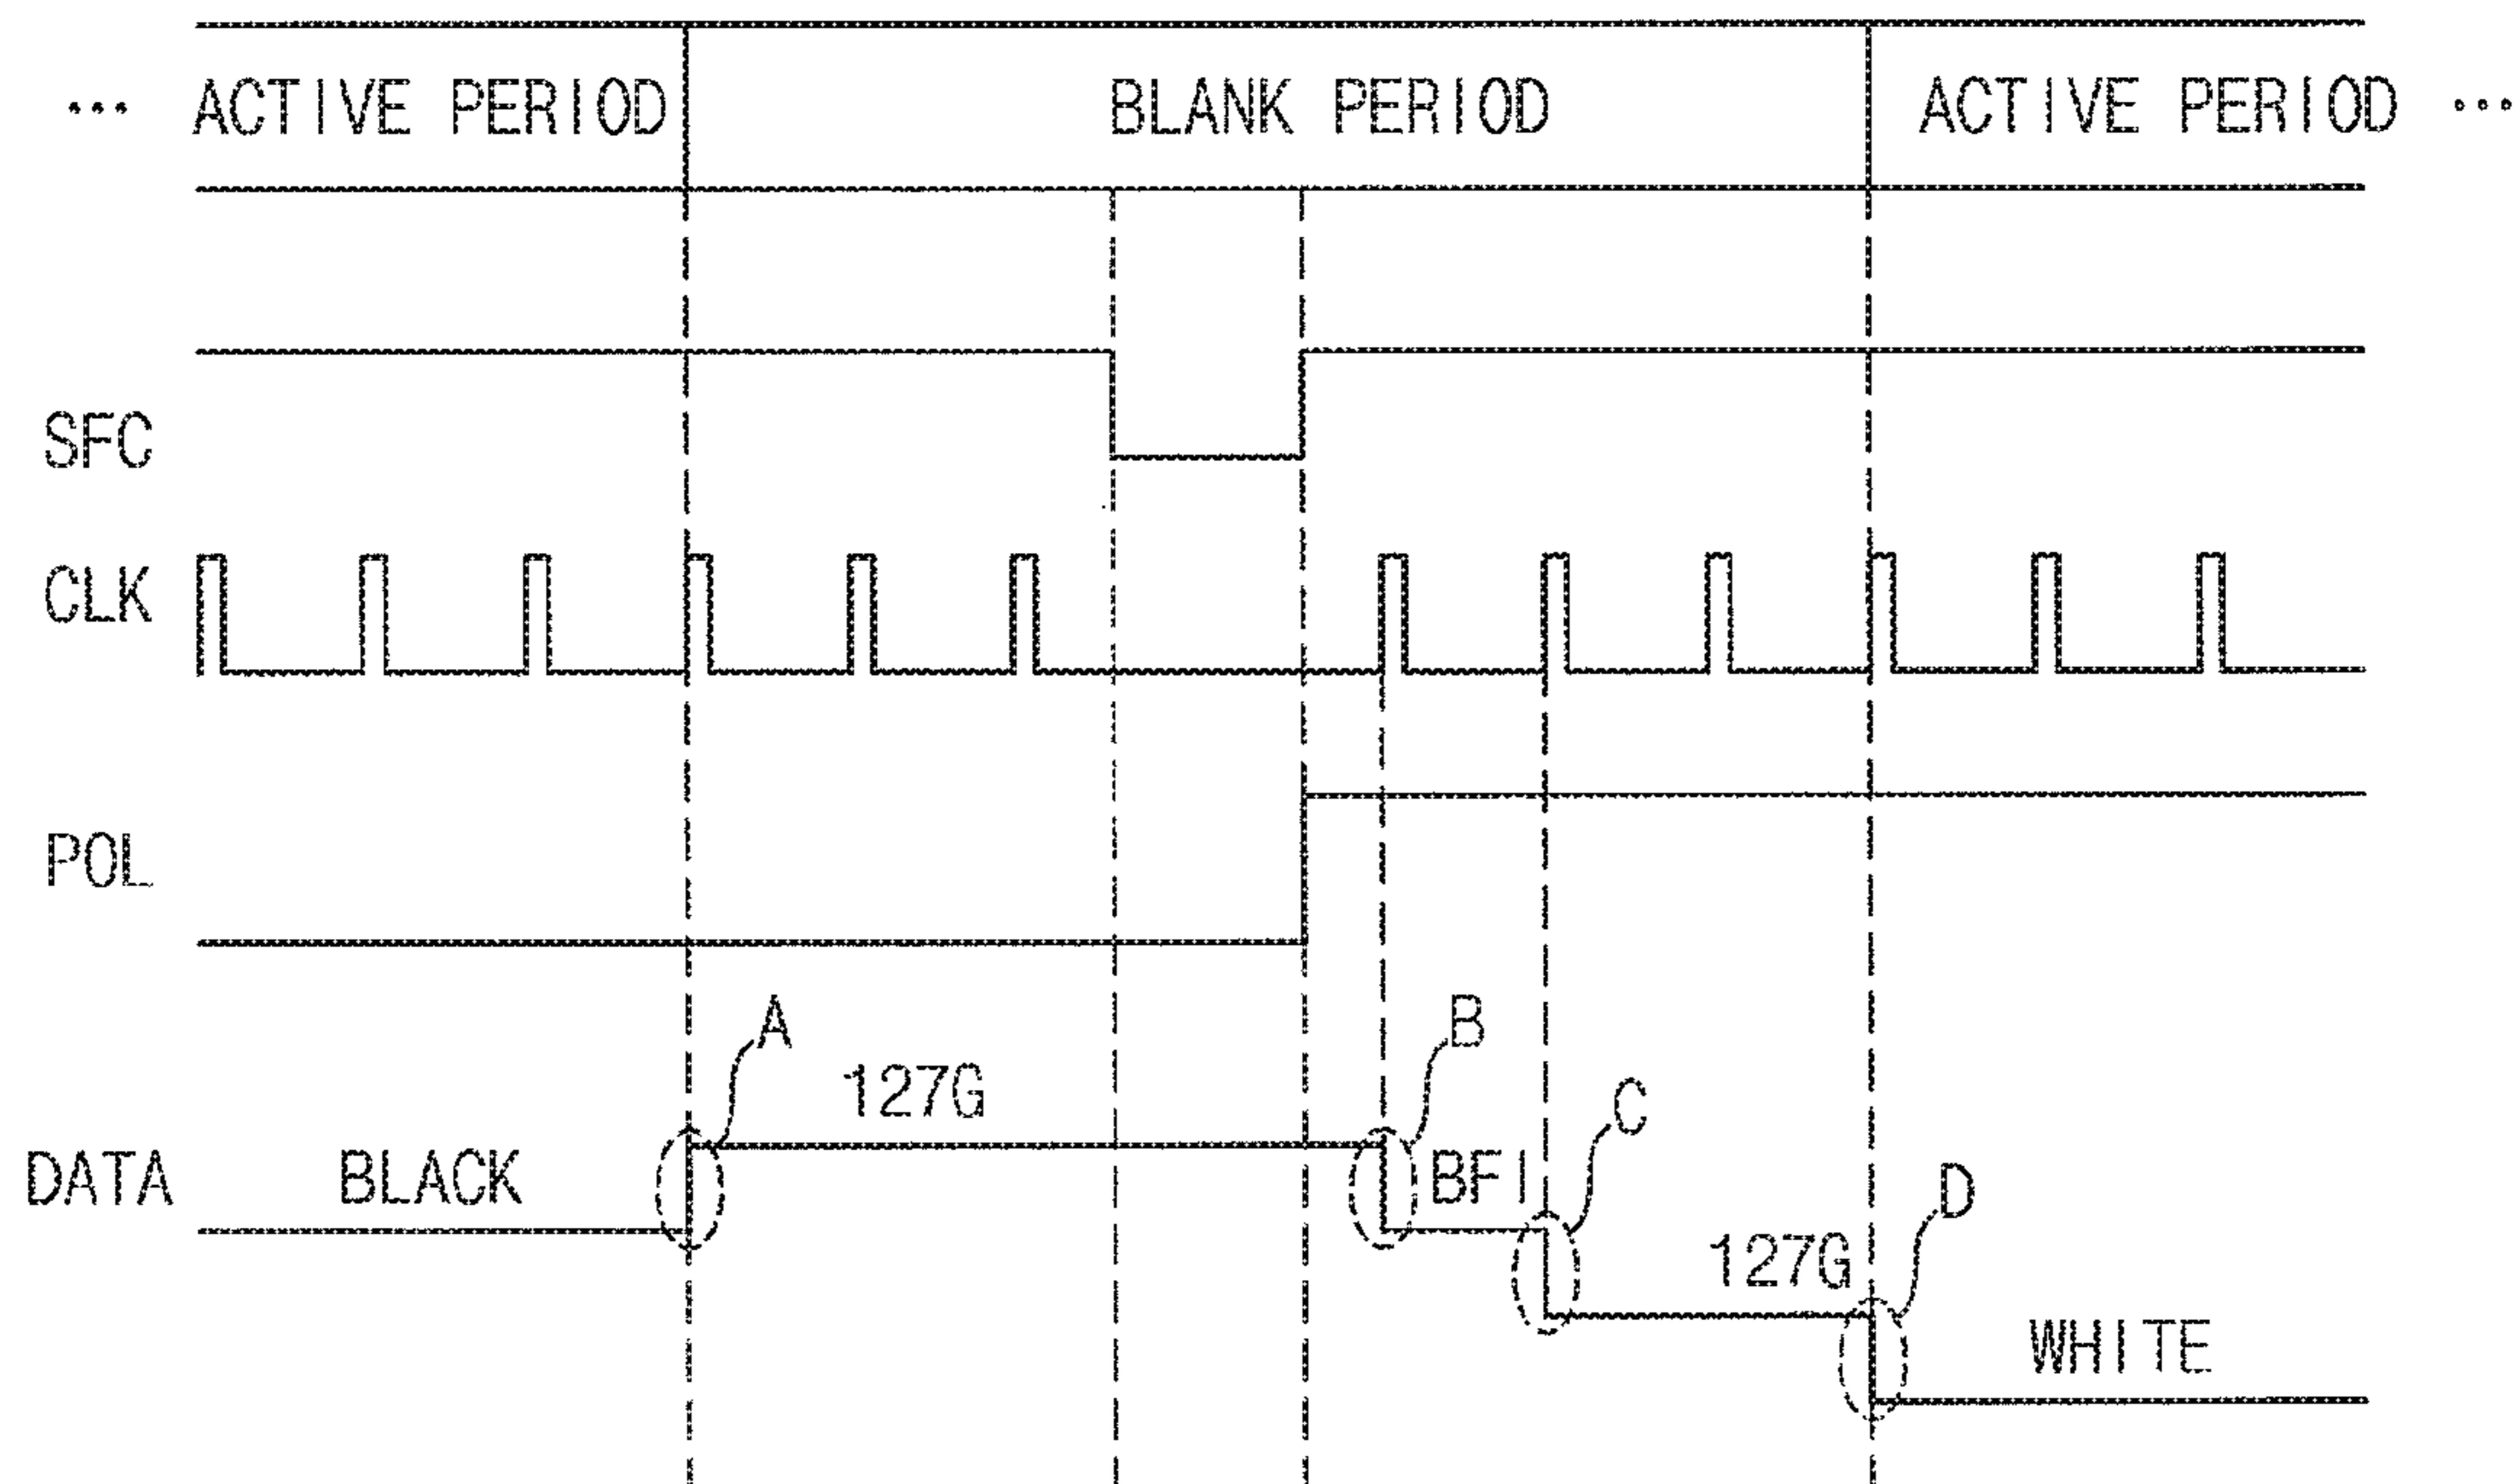 ... ACTIVE PERIOD BLANK PERIOD ACTIVE PERIOD ...
SFC
CLK
POL
A
B
127G
C
DATA BLACK BFI D
127G
WHITE